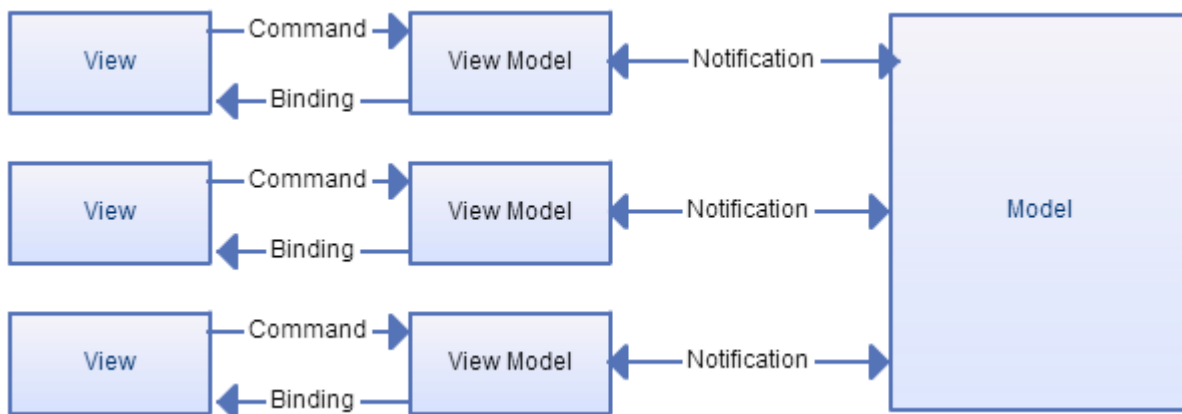 Command
View
View Model
Notification
Binding
Command
View
View Model
Notification
Model
Binding
Command
View
View Model
Notification
Binding